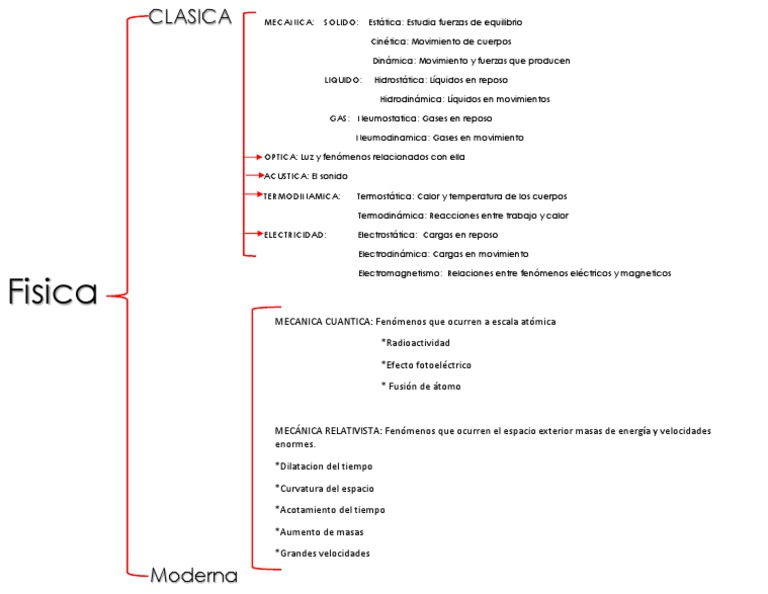 CLASICA
MECANICA: SOLIDO: Estática: Estudia fuerzas de equilibrio
Cinética: Movimiento de cuerpos
Dinámica: Movimiento y fuerzas que producen
LIQUIDO: Hidrostática: Líquidos en reposo
Hidrodinámica: Líquidos en movimientos
GAS: Neumostatica: Gases en reposo
Neumodinamica: Gases en movimiento
OPTICA: Luz y fenómenos relacionados con ella
ACUSTICA: El sonido
TERMODINAMICA: Termostática: Calor y temperatura de los cuerpos
Termodinámica: Reacciones entre trabajo y calor
ELECTRICIDAD: Electrostática: Cargas en reposo
Electrodinámica: Cargas en movimiento
Electromagnetismo: Relaciones entre fenómenos eléctricos y magneticos
Fisica
MECANICA CUANTICA: Fenómenos que ocurren a escala atómica
*Radioactividad
*Efecto fotoeléctrico
* Fusión de átomo
MECÁNICA RELATIVISTA: Fenómenos que ocurren el espacio exterior masas de energía y velocidades
enormes.
*Dilatacion del tiempo
*Curvatura del espacio
*Acotamiento del tiempo
*Aumento de masas
*Grandes velocidades
Moderna